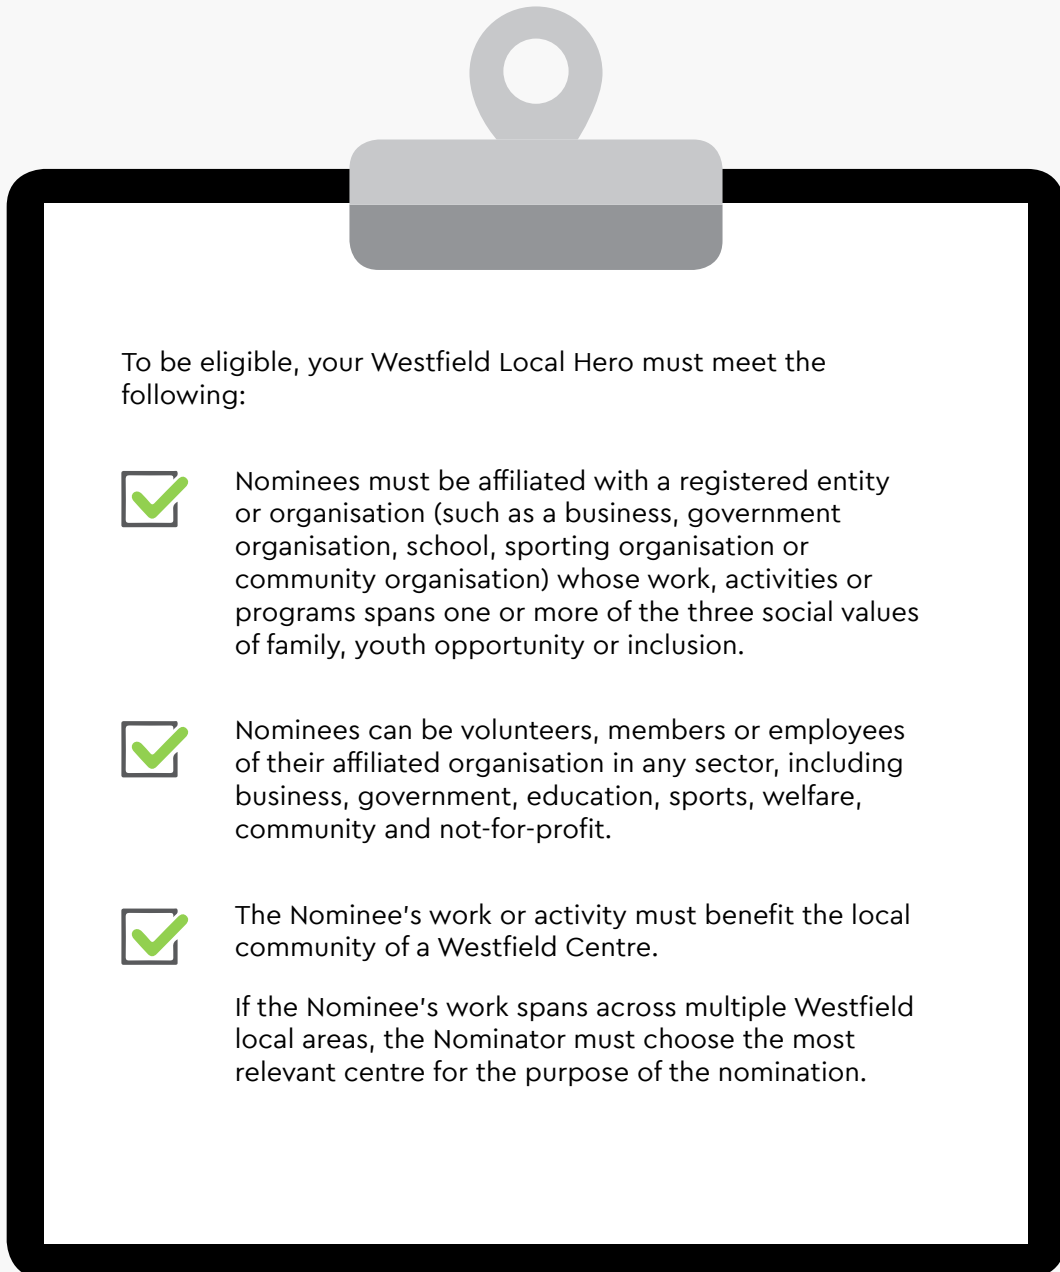 To be eligible, your Westfield Local Hero must meet the
following:
Nominees must be affiliated with a registered entity
or organisation (such as a business, government
organisation, school, sporting organisation or
community organisation) whose work, activities or
programs spans one or more of the three social values
of family, youth opportunity or inclusion.
Nominees can be volunteers, members or employees
of their affiliated organisation in any sector, including
business, government, education, sports, welfare,
community and not-for-profit.
The Nominee's work or activity must benefit the local
community of a Westfield Centre.
If the Nominee's work spans across multiple Westfield
local areas, the Nominator must choose the most
relevant centre for the purpose of the nomination.